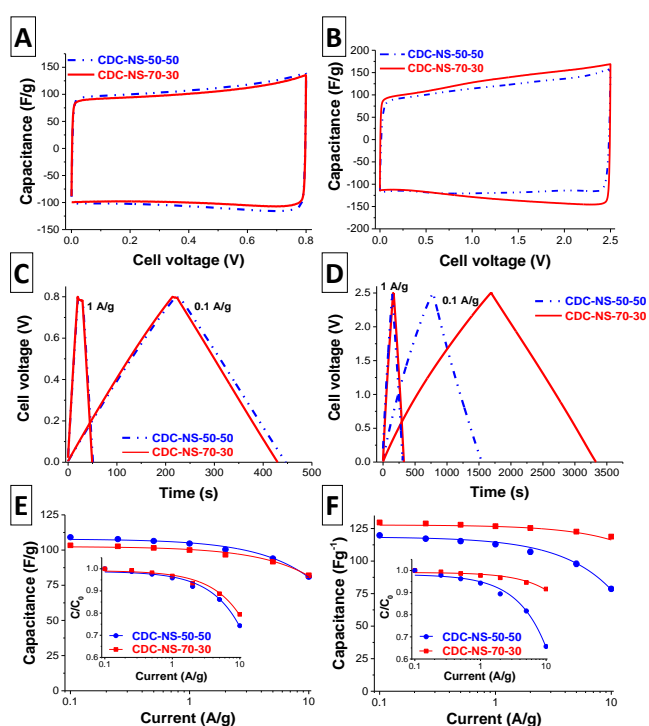 A
CDC-NS-50-50
CDC-NS-70-30
150
100
50
0
-50
-100
-150
0.0 0.2 0.4 0.6 0.8
Capacitance (F/g)
Cell voltage (V)
B
CDC-NS-50-50
CDC-NS-70-30
200
150
100
50
0
-50
-100
-150
-200
0.0 0.5 1.0 1.5 2.0 2.5
Capacitance (F/g)
Cell voltage (V)
C
1 A/g
0.1 A/g
CDC-NS-50-50
CDC-NS-70-30
1.0
0.8
0.6
0.4
0.2
0.0
0 100 200 300 400 500
Cell voltage (V)
Time (s)
D
1 A/g
0.1 A/g
CDC-NS-50-50
CDC-NS-70-30
3.0
2.5
2.0
1.5
1.0
0.5
0.0
0 500 1000 1500 2000 2500 3000 3500
Cell voltage (V)
Time (s)
E
125
100
75
50
25
0
0.1 1 10
Capacitance (F/g)
Current (A/g)
1.0
0.9
0.8
0.7
0.6
0.1 1 10
C/C0
Current (A/g)
CDC-NS-50-50
CDC-NS-70-30
F
125
100
75
50
25
0
0.1 1 10
Capacitance (Fg-1)
Current (A/g)
1.0
0.9
0.8
0.7
0.6
0.1 1 10
C/C0
Current (A/g)
CDC-NS-50-50
CDC-NS-70-30